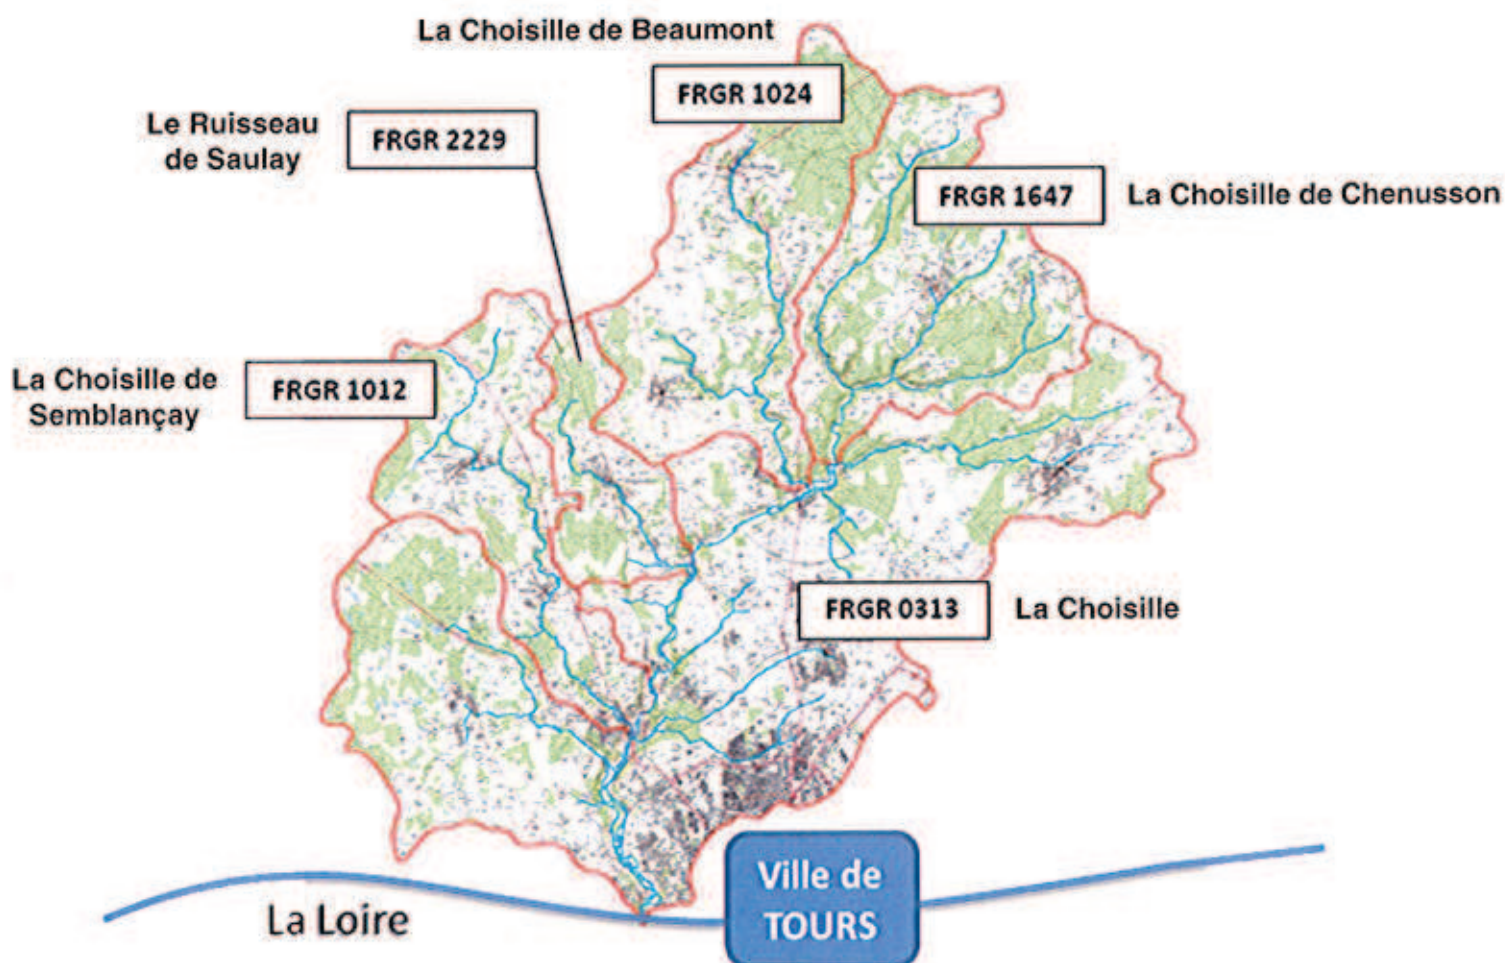 La Choisille de Beaumont
FRGR 1024
Le Ruisseau
de Saulay
FRGR 2229
FRGR 1647
La Choisille de Chenusson
La Choisille de
Semblançay
FRGR 1012
FRGR 0313
La Choisille
Ville de
TOURS
La Loire